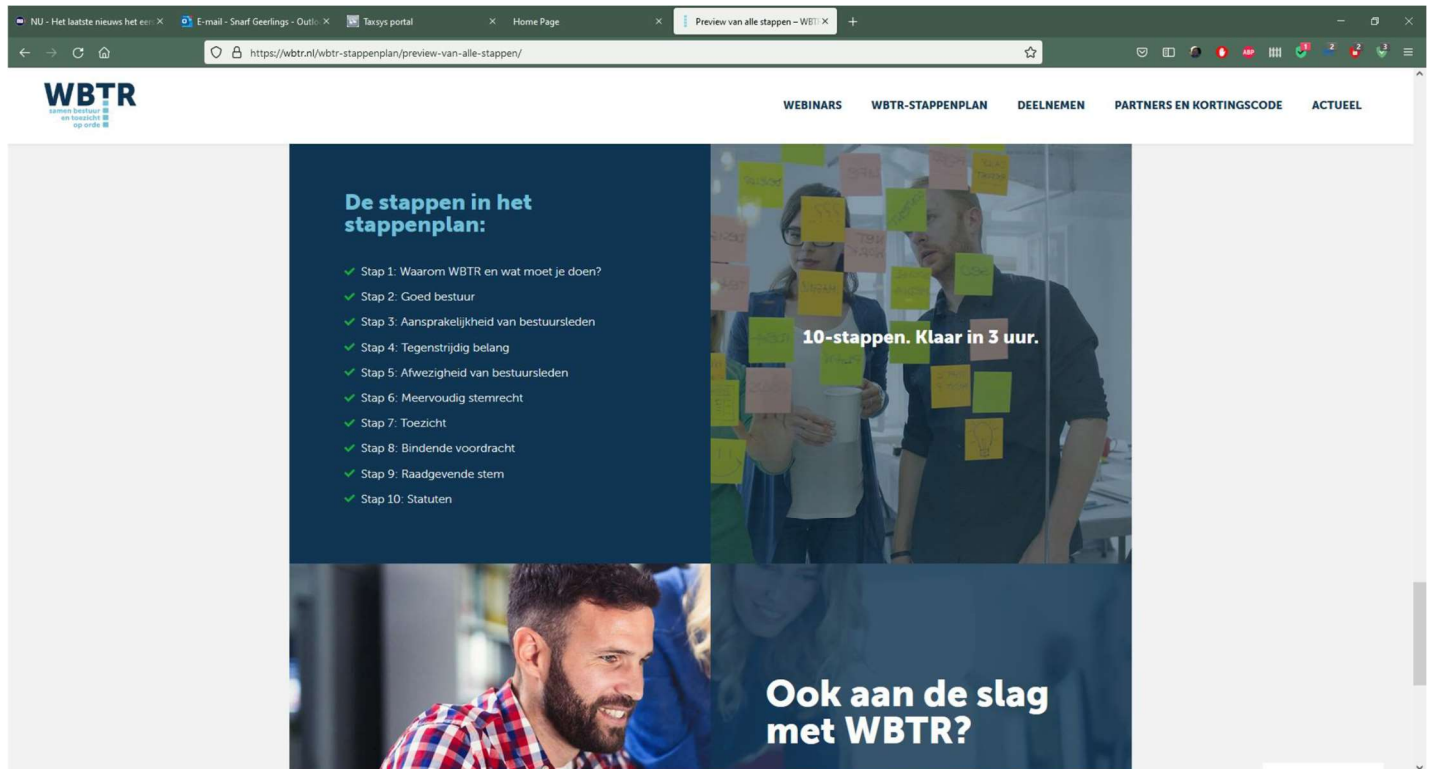 NU - Het laatste nieuws het eer
E-mail - Snarf Geerlings - Outlo
Taxsys portal
Home Page
Preview van alle stappen – WBT
https://wbtr.nl/wbtr-stappenplan/preview-van-alle-stappen/
ABP
1
2
2
3
WBTR
samen bestuur
en toezicht
op orde
WEBINARS
WBTR-STAPPENPLAN
DEELNEMEN
PARTNERS EN KORTINGSCODE
ACTUEEL
De stappen in het
stappenplan:
Stap 1: Waarom WBTR en wat moet je doen?
Stap 2: Goed bestuur
Stap 3: Aansprakelijkheid van bestuursleden
Stap 4: Tegenstrijdig belang
Stap 5: Afwezigheid van bestuursleden
Stap 6: Meervoudig stemrecht
Stap 7: Toezicht
Stap 8: Bindende voordracht
Stap 9: Raadgevende stem
Stap 10: Statuten
10-stappen. Klaar in 3 uur.
Ook aan de slag
met WBTR?